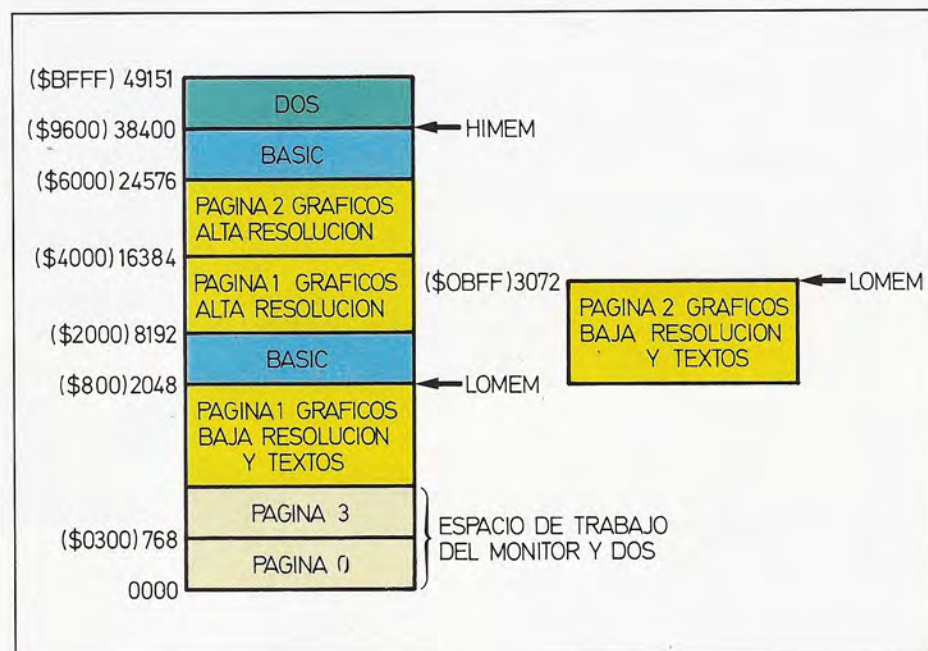 ($BFFF) 49151
DOS
($9600) 38400
HIMEM
BASIC
($6000) 24576
PAGINA 2 GRAFICOS
ALTA RESOLUCION
($4000) 16384
PAGINA 1 GRAFICOS
ALTA RESOLUCION
($2000) 8192
BASIC
($800) 2048
LOMEM
PAGINA 1 GRAFICOS
BAJA RESOLUCION
Y TEXTOS
PAGINA 3
($0300) 768
PAGINA 0
0000
ESPACIO DE TRABAJO
DEL MONITOR Y DOS
($0BFF) 3072
LOMEM
PAGINA 2 GRAFICOS
BAJA RESOLUCION
Y TEXTOS